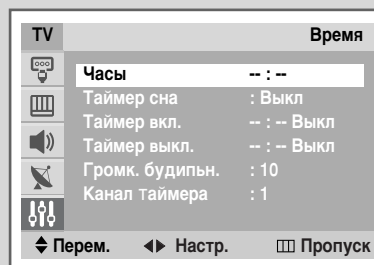 TV Время
Часы -- : --
Таймер сна : Выкл
Таймер вкл. -- : -- Выкл
Таймер выкл. -- : -- Выкл
Громк. будипьн. : 10
Канал таймера : 1
Перем. Настр. Пропуск